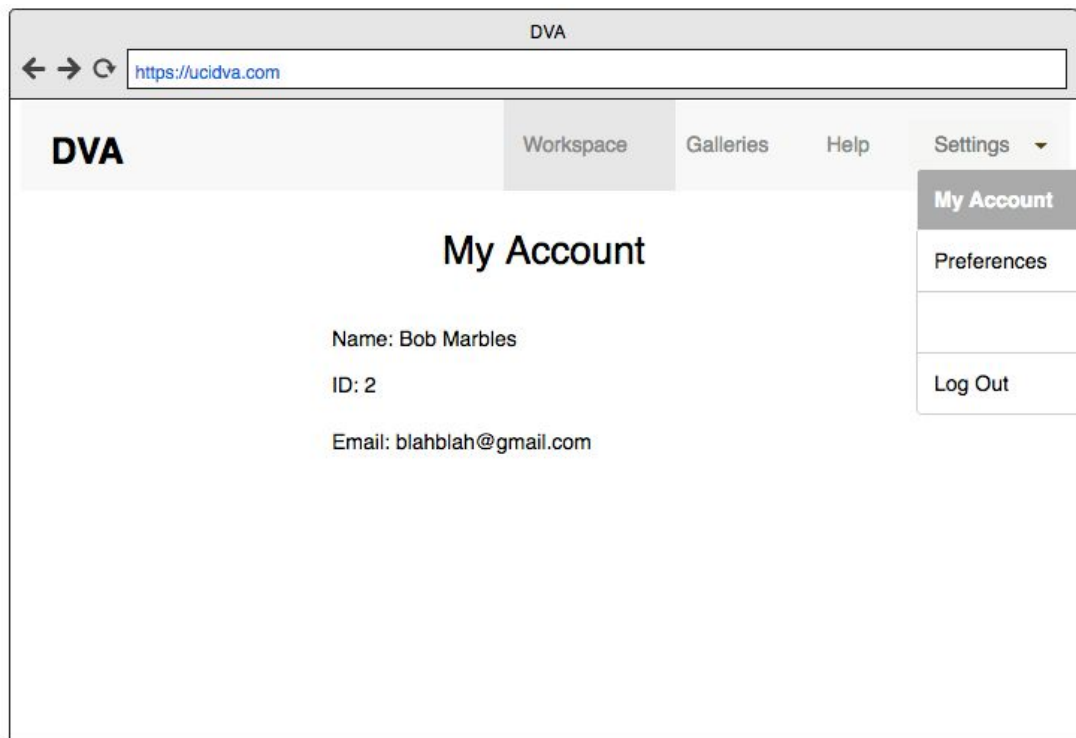 DVA
https://ucidva.com
DVA Workspace Galleries Help Settings
My Account
Preferences
Log Out
My Account
Name: Bob Marbles
ID: 2
Email: blahblah@gmail.com